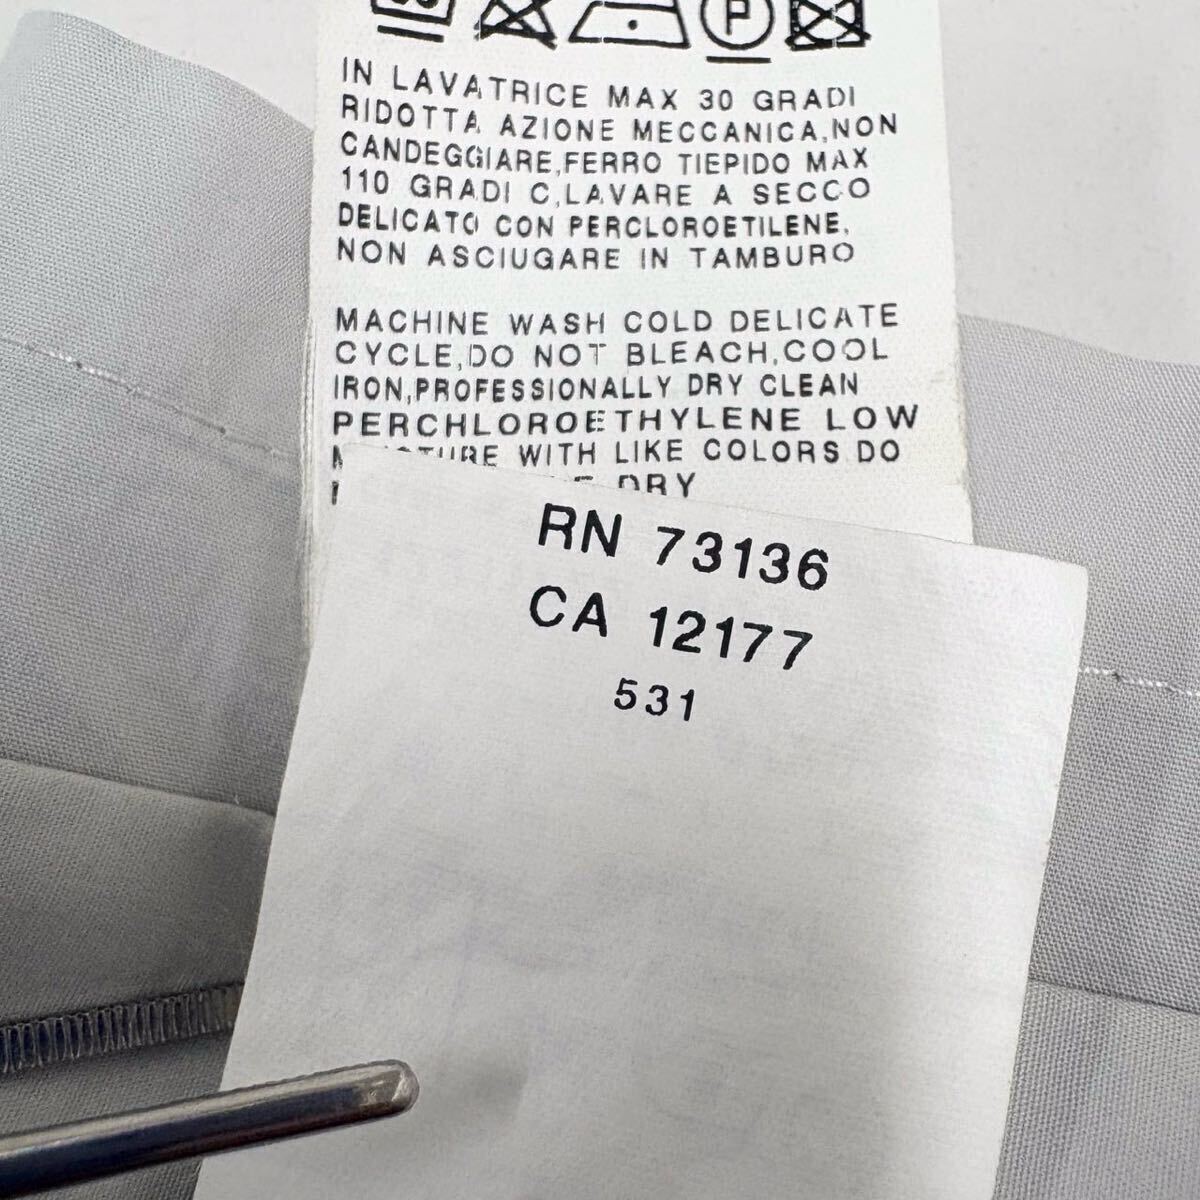 IN LAVATRICE MAX 30 GRADI
RIDOTTA AZIONE MECCANICA,NON
CANDEGGIARE,FERRO TIEPIDO MAX
110 GRADI C,LAVARE A SECCO
DELICATO CON PERCLOROETILENE,
NON ASCIUGARE IN TAMBURO
MACHINE WASH COLD DELICATE
CYCLE,DO NOT BLEACH,COOL
IRON,PROFESSIONALLY DRY CLEAN
PERCHLOROETHYLENE LOW
WITH LIKE COLORS DO
DRY
RN 73136
CA 12177
531